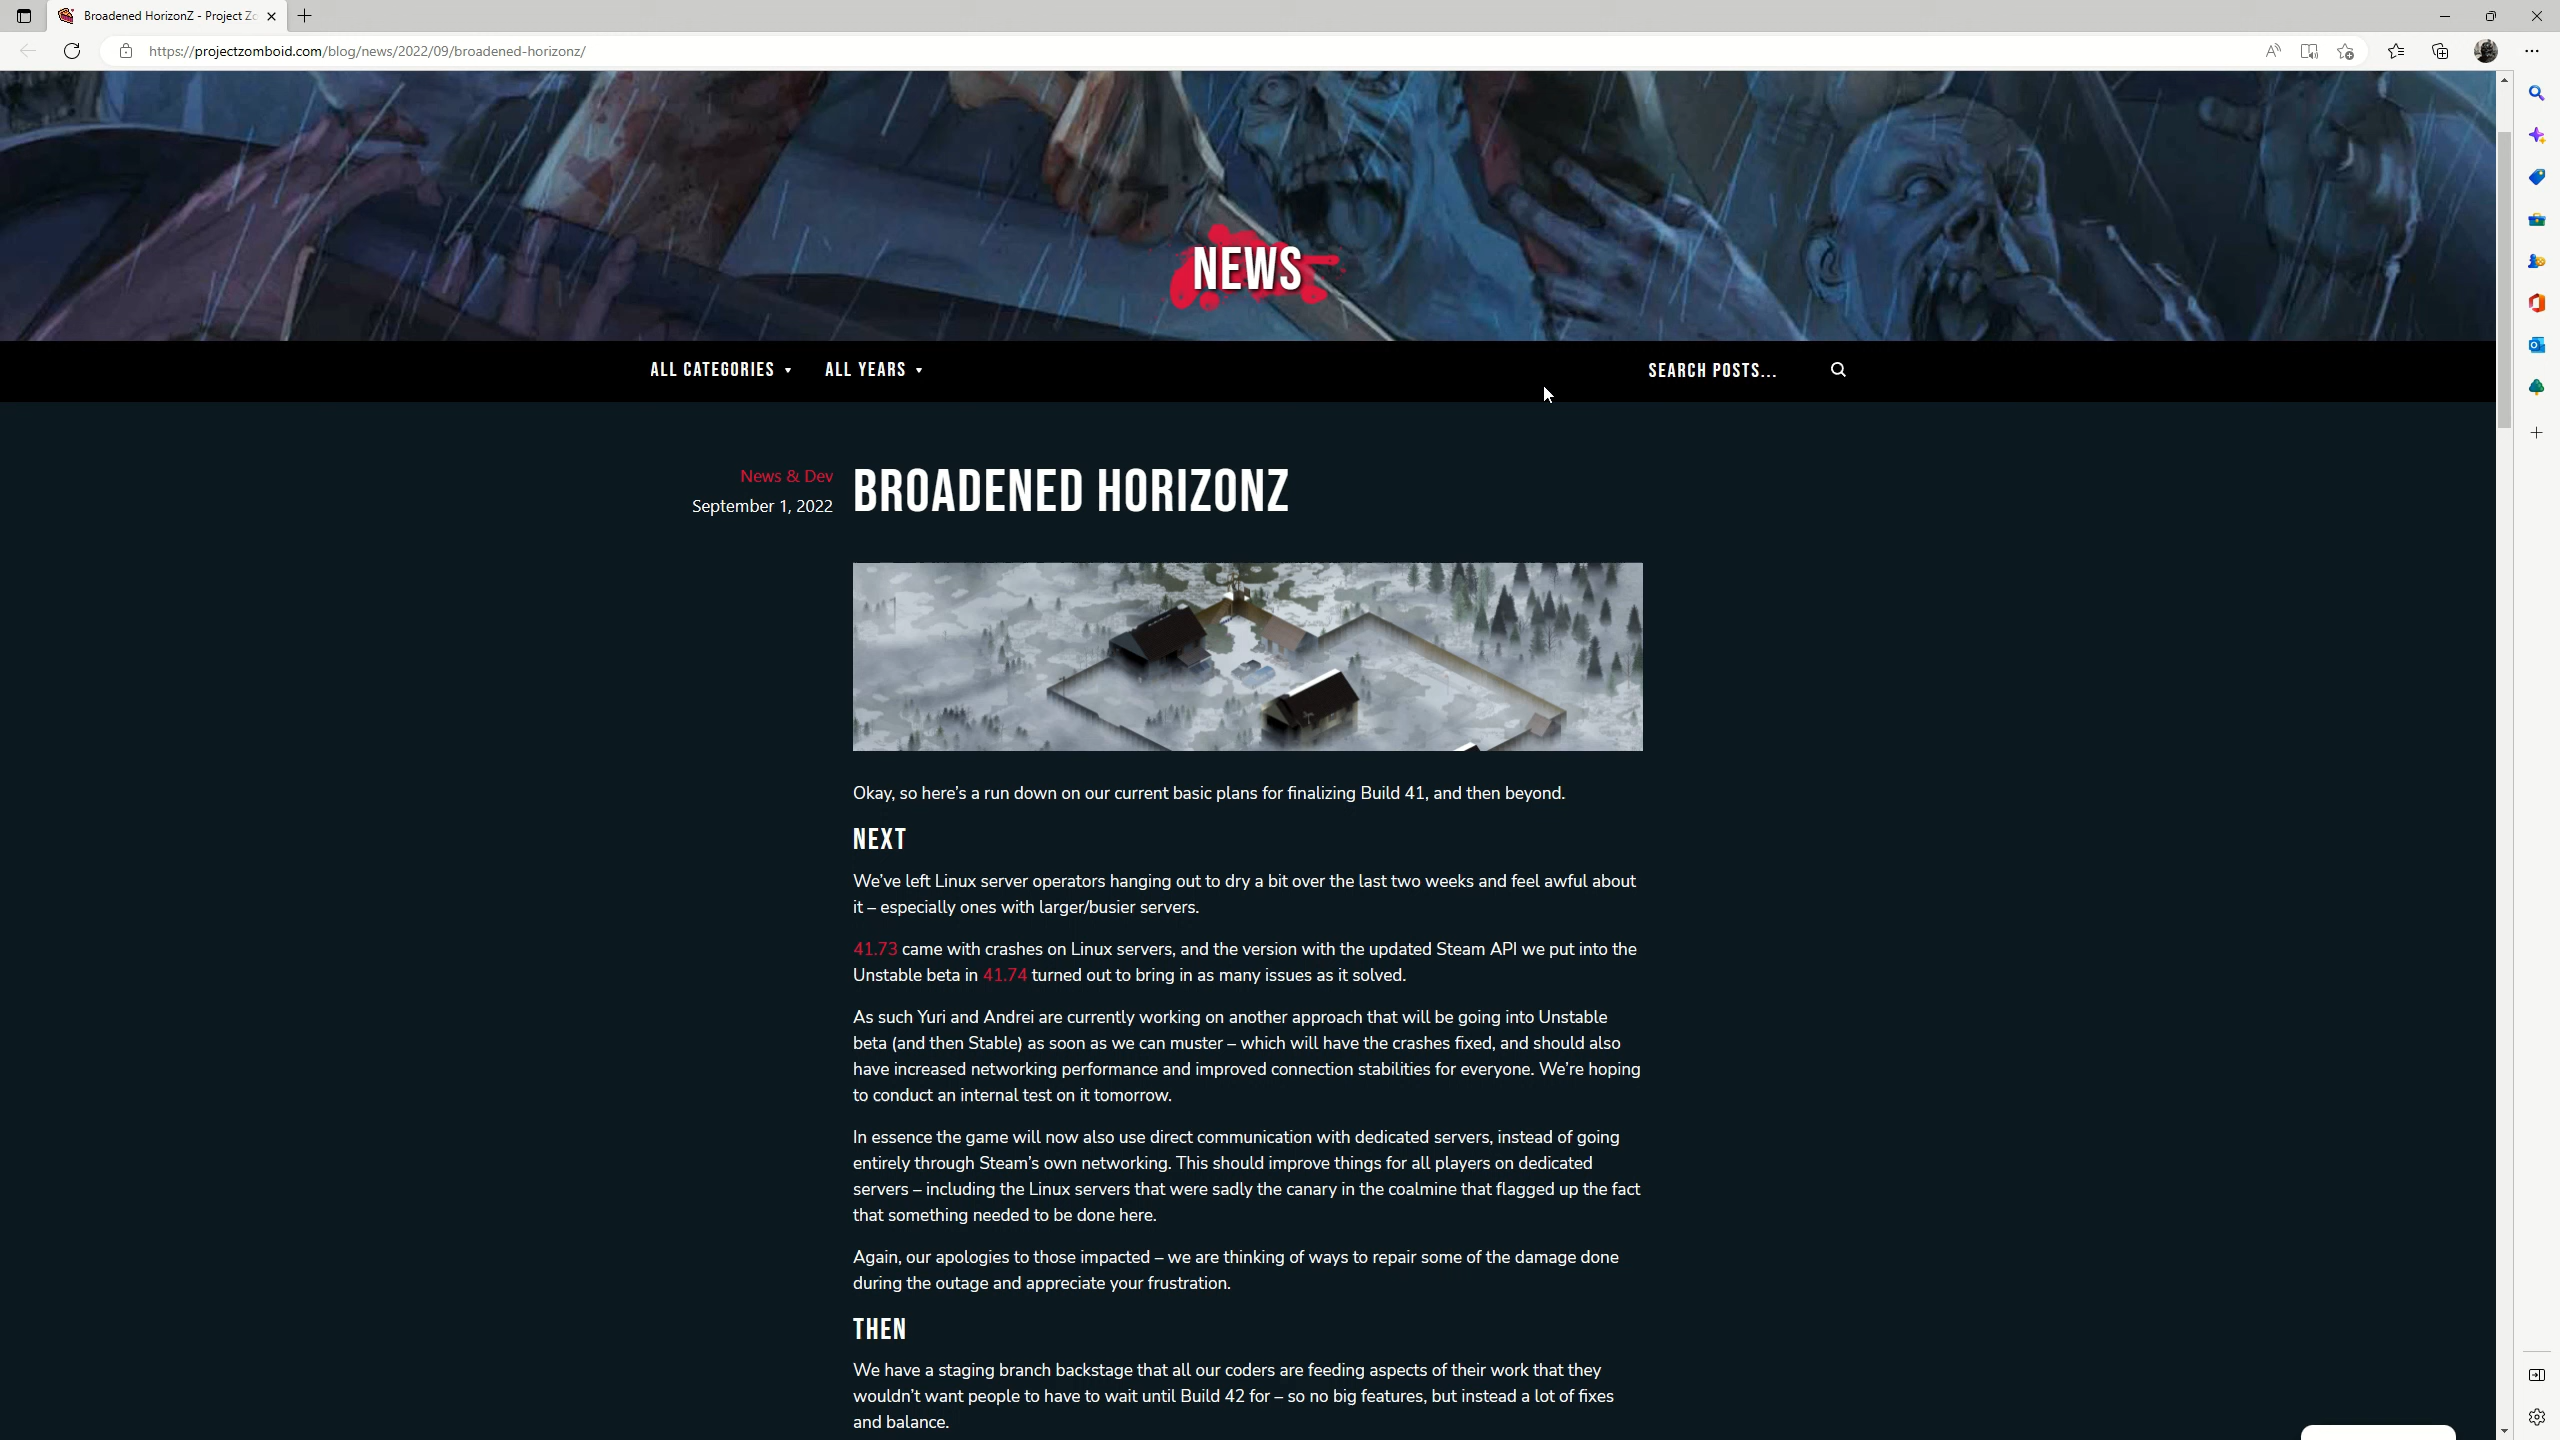 Broadened HorizonZ - Project Zo
https://projectzomboid.com/blog/news/2022/09/broadened-horizonz/
NEWS
ALL CATEGORIES
ALL YEARS
SEARCH POSTS...
News & Dev
September 1, 2022
BROADENED HORIZONZ
Okay, so here's a run down on our current basic plans for finalizing Build 41, and then beyond.
NEXT
We've left Linux server operators hanging out to dry a bit over the last two weeks and feel awful about
it – especially ones with larger/busier servers.
41.73 came with crashes on Linux servers, and the version with the updated Steam API we put into the
Unstable beta in 41.74 turned out to bring in as many issues as it solved.
As such Yuri and Andrei are currently working on another approach that will be going into Unstable
beta (and then Stable) as soon as we can muster – which will have the crashes fixed, and should also
have increased networking performance and improved connection stabilities for everyone. We're hoping
to conduct an internal test on it tomorrow.
In essence the game will now also use direct communication with dedicated servers, instead of going
entirely through Steam's own networking. This should improve things for all players on dedicated
servers – including the Linux servers that were sadly the canary in the coalmine that flagged up the fact
that something needed to be done here.
Again, our apologies to those impacted – we are thinking of ways to repair some of the damage done
during the outage and appreciate your frustration.
THEN
We have a staging branch backstage that all our coders are feeding aspects of their work that they
wouldn't want people to have to wait until Build 42 for – so no big features, but instead a lot of fixes
and balance.